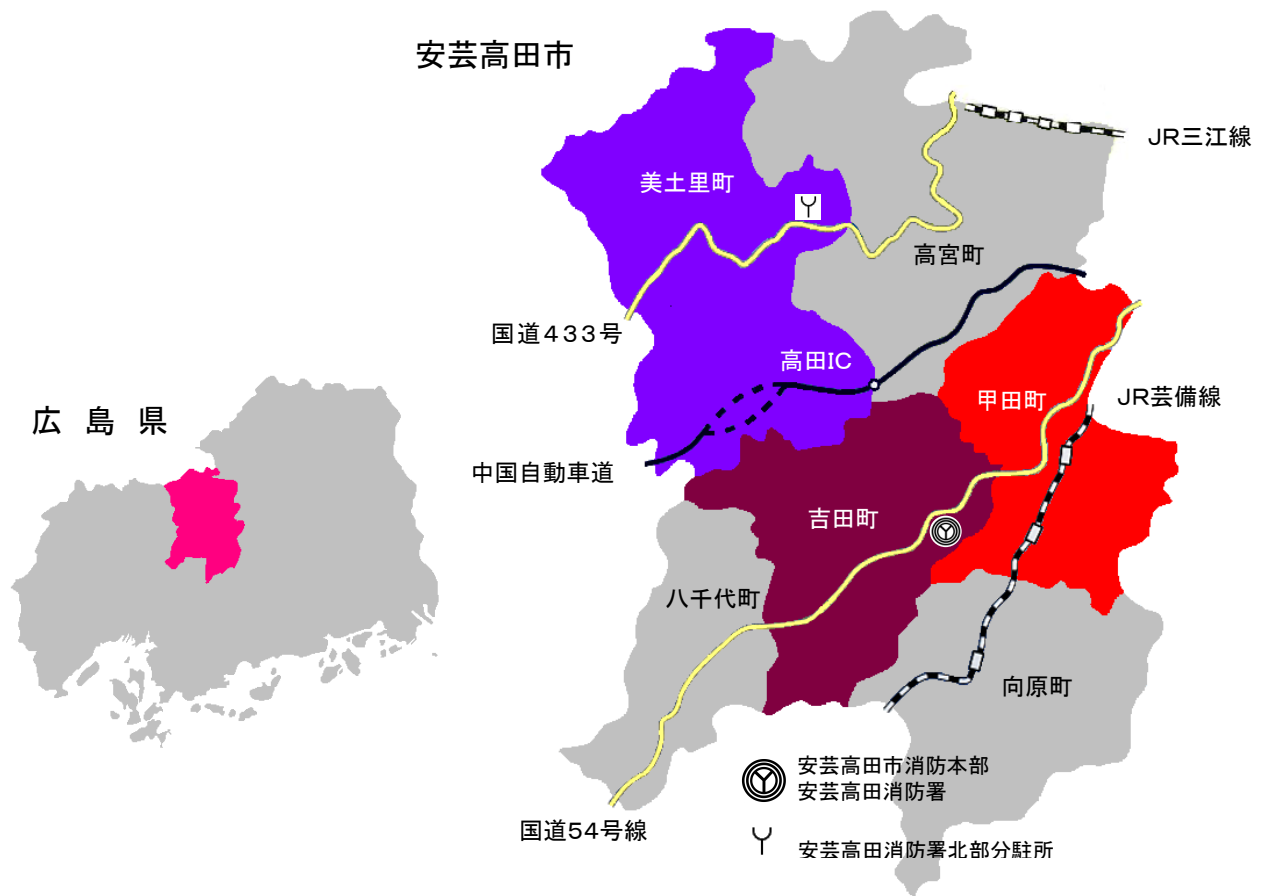 安芸高田市
JR三江線
美土里町
高宮町
国道433号
高田IC
甲田町
JR芸備線
広島県
中国自動車道
吉田町
八千代町
向原町
安芸高田市消防本部
安芸高田消防署
国道54号線
安芸高田消防署北部分駐所